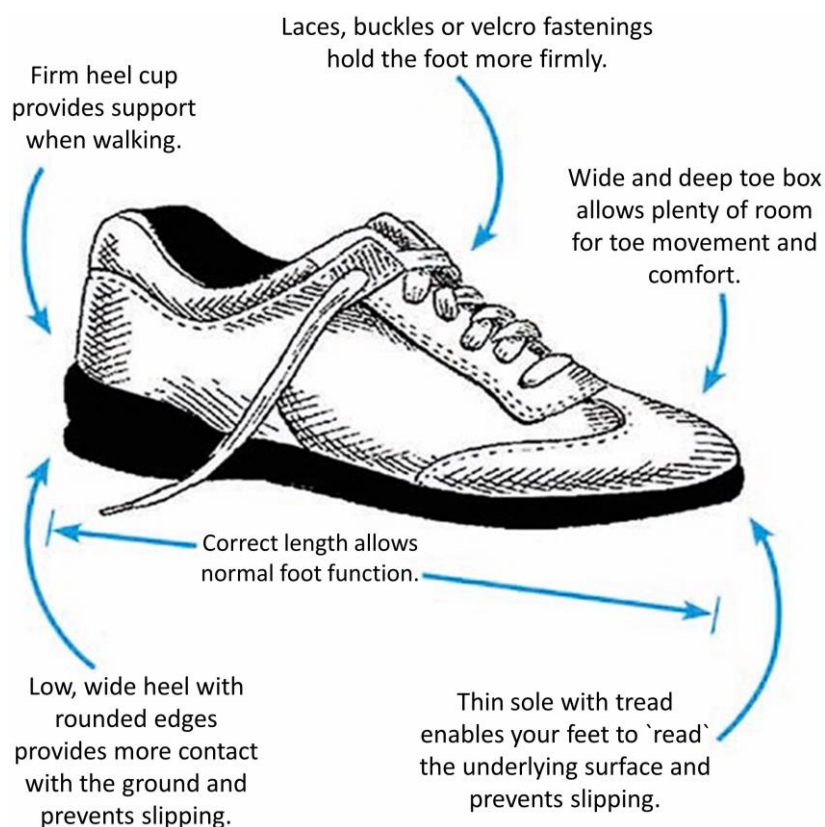 Laces, buckles or velcro fastenings
hold the foot more firmly.
Firm heel cup
provides support
when walking.
Wide and deep toe box
allows plenty of room
for toe movement and
comfort.
Correct length allows
normal foot function.
Low, wide heel with
rounded edges
provides more contact
with the ground and
prevents slipping.
Thin sole with tread
enables your feet to `read`
the underlying surface and
prevents slipping.